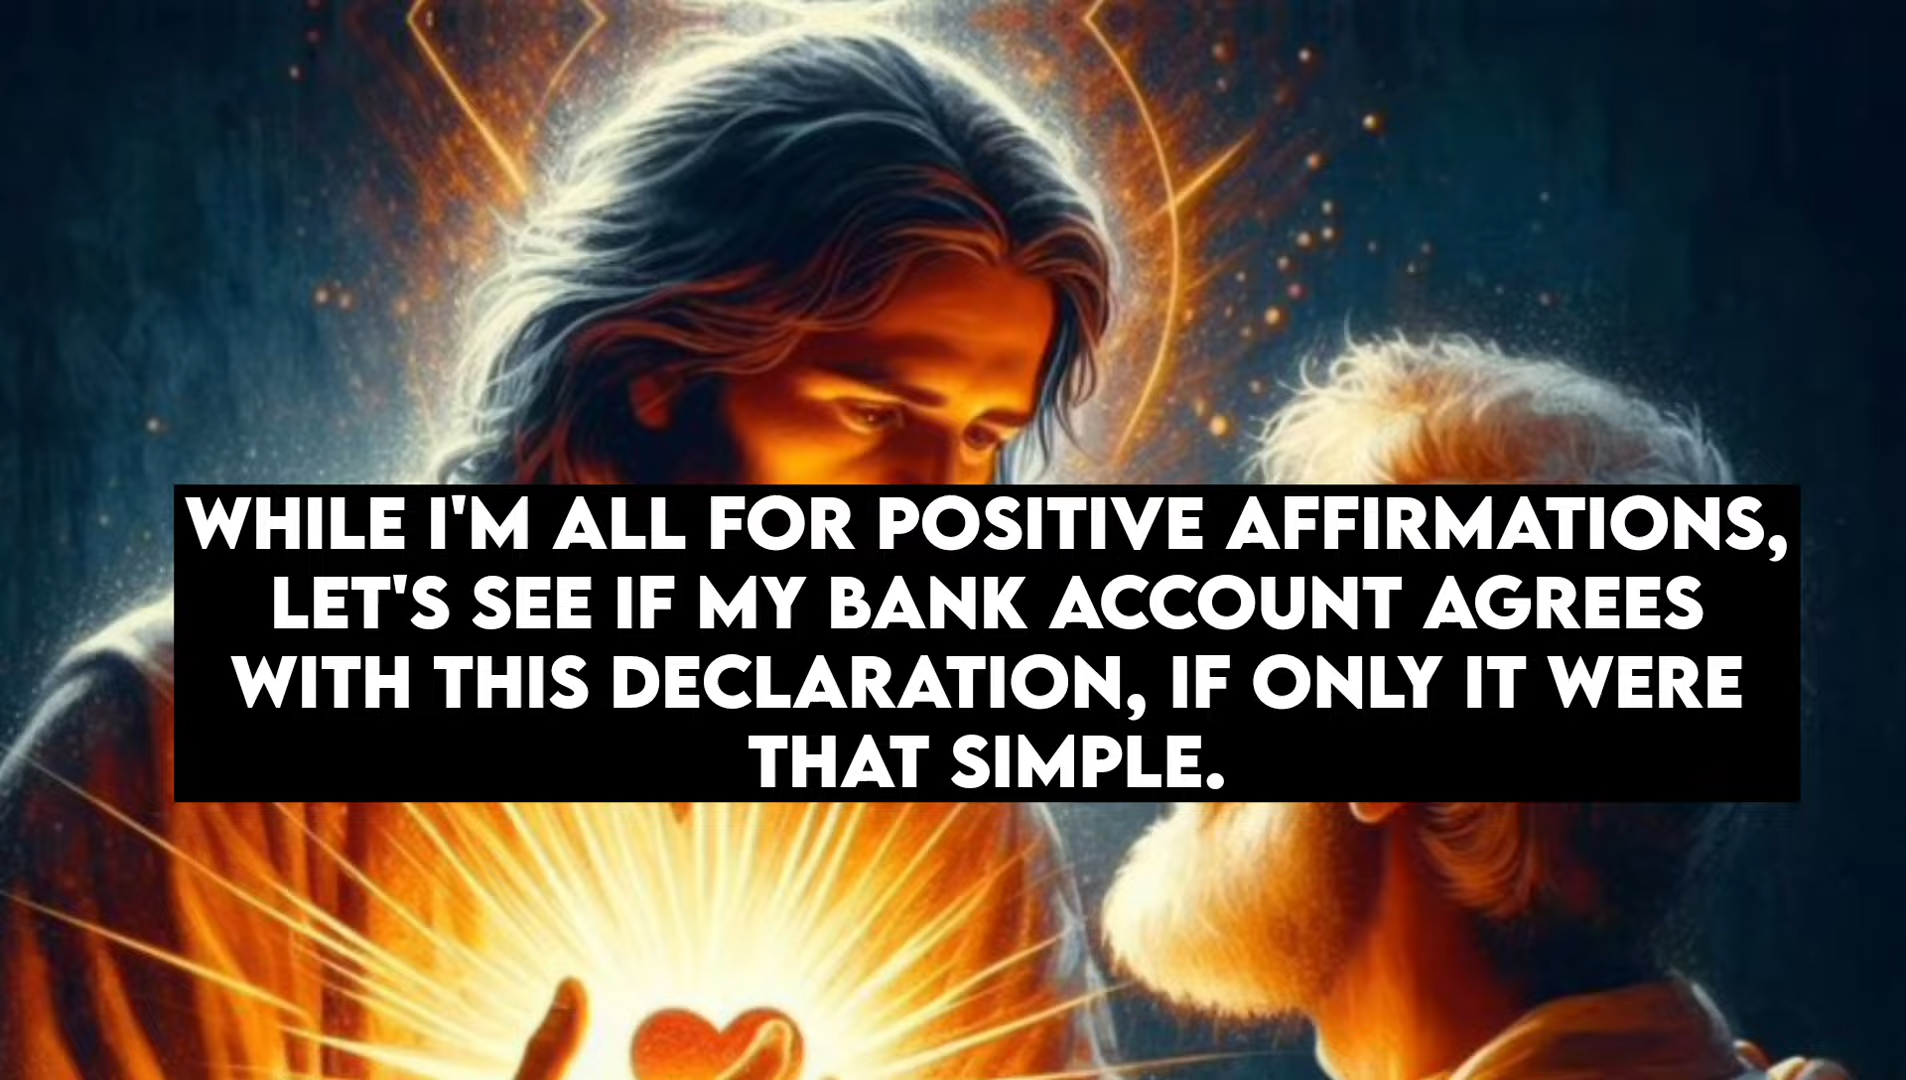 WHILE I'M ALL FOR POSITIVE AFFIRMATIONS,
LET'S SEE IF MY BANK ACCOUNT AGREES
WITH THIS DECLARATION, IF ONLY IT WERE
THAT SIMPLE.